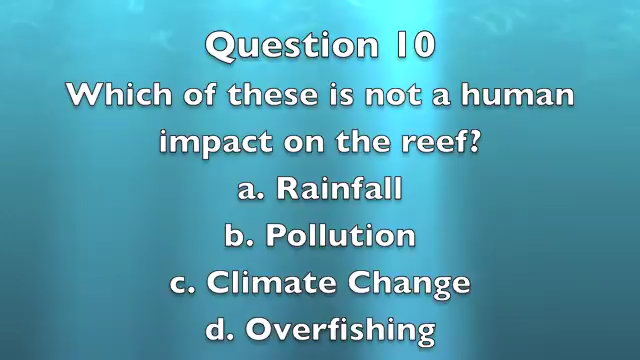 Question 10
Which of these is not a human
impact on the reef?
a. Rainfall
b. Pollution
c. Climate Change
d. Overfishing